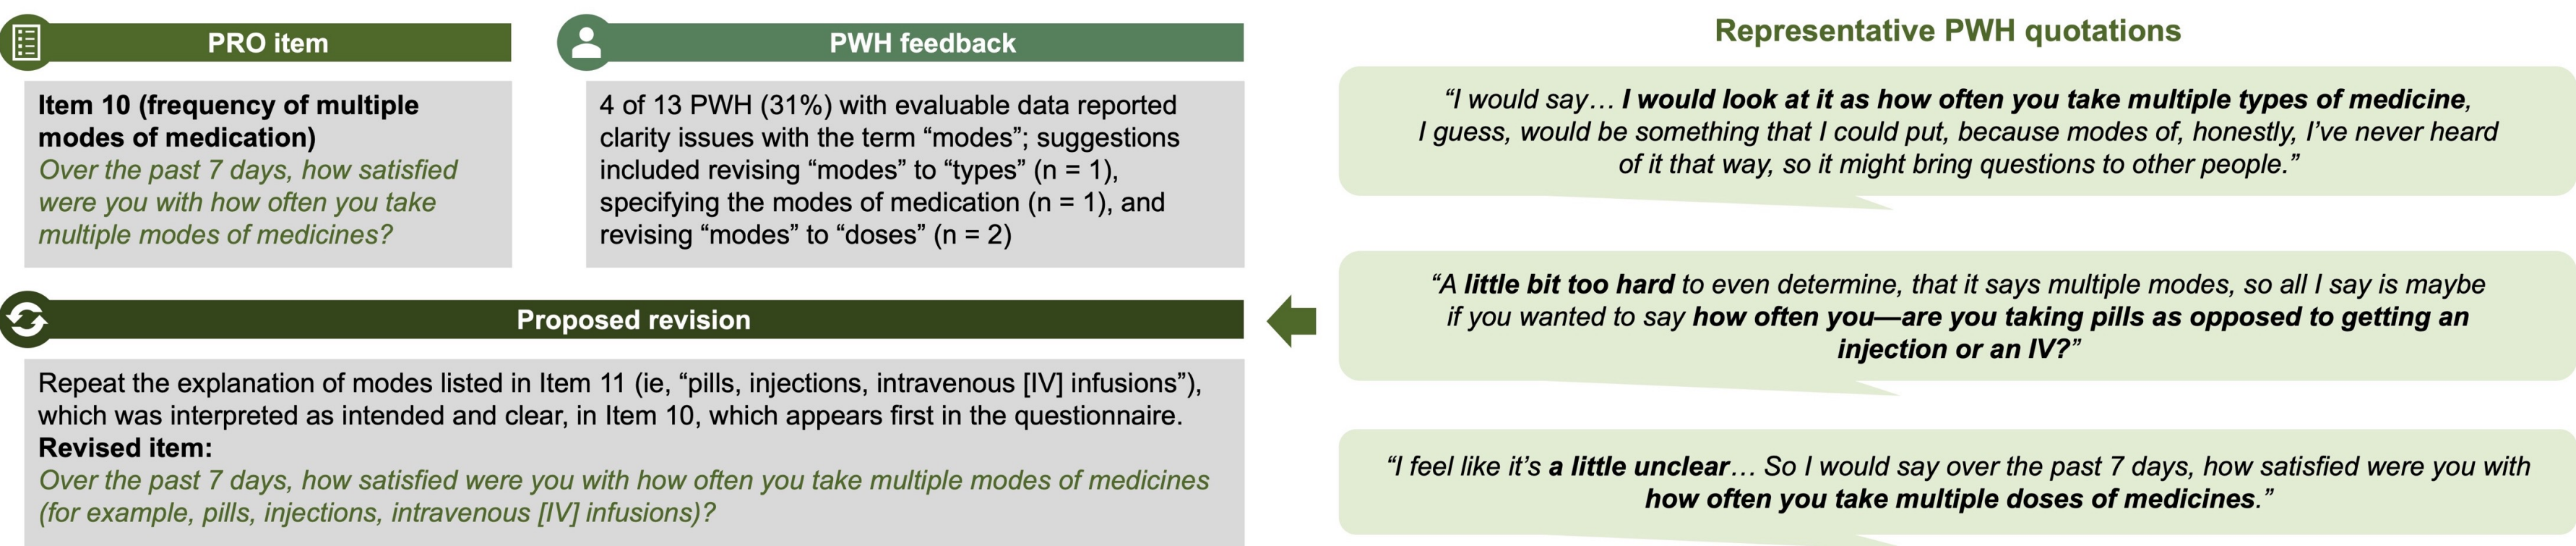 PRO item
Item 10 (frequency of multiple
modes of medication)
Over the past 7 days, how satisfied
were you with how often you take
multiple modes of medicines?
PWH feedback
4 of 13 PWH (31%) with evaluable data reported
clarity issues with the term “modes”; suggestions
included revising “modes” to “types” (n = 1),
specifying the modes of medication (n = 1), and
revising “modes” to “doses” (n = 2)
Proposed revision
Repeat the explanation of modes listed in Item 11 (ie, “pills, injections, intravenous [IV] infusions”),
which was interpreted as intended and clear, in Item 10, which appears first in the questionnaire.
Revised item:
Over the past 7 days, how satisfied were you with how often you take multiple modes of medicines
(for example, pills, injections, intravenous [IV] infusions)?
Representative PWH quotations
“I would say… I would look at it as how often you take multiple types of medicine,
I guess, would be something that I could put, because modes of, honestly, I’ve never heard
of it that way, so it might bring questions to other people.”
“A little bit too hard to even determine, that it says multiple modes, so all I say is maybe
if you wanted to say how often you—are you taking pills as opposed to getting an
injection or an IV?”
“I feel like it’s a little unclear… So I would say over the past 7 days, how satisfied were you with
how often you take multiple doses of medicines.”